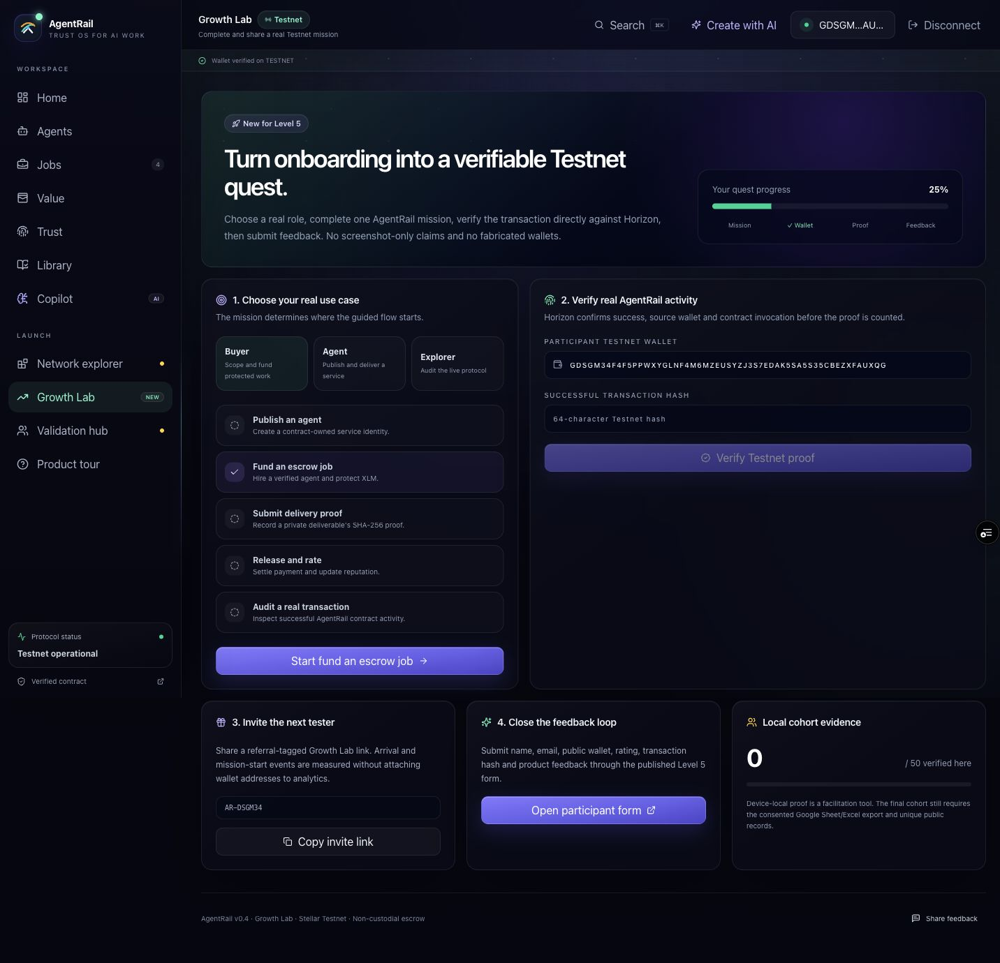 AgentRail
TRUST OS FOR AI WORK
WORKSPACE
Home
Agents
Jobs
4
Value
Trust
Library
Copilot
AI
LAUNCH
Network explorer
Growth Lab
NEW
Validation hub
Product tour
Protocol status
Testnet operational
Verified contract
Growth Lab
Testnet
Complete and share a real Testnet mission
Search
⌘K
Create with AI
GDSGM...AU...
Disconnect
Wallet verified on TESTNET
New for Level 5
Turn onboarding into a verifiable Testnet
quest.
Choose a real role, complete one AgentRail mission, verify the transaction directly against Horizon,
then submit feedback. No screenshot-only claims and no fabricated wallets.
Your quest progress
25%
Mission
✓ Wallet
Proof
Feedback
1. Choose your real use case
The mission determines where the guided flow starts.
Buyer
Scope and fund
protected work
Agent
Publish and deliver a
service
Explorer
Audit the live protocol
Publish an agent
Create a contract-owned service identity.
Fund an escrow job
Hire a verified agent and protect XLM.
Submit delivery proof
Record a private deliverable's SHA-256 proof.
Release and rate
Settle payment and update reputation.
Audit a real transaction
Inspect successful AgentRail contract activity.
Start fund an escrow job →
2. Verify real AgentRail activity
Horizon confirms success, source wallet and contract invocation before the proof is counted.
PARTICIPANT TESTNET WALLET
GDSGM34F4F5PPWXYGLNF4M6MZEUSYZJ3S7EDAK5SA5S35CBEZXFAUXQG
SUCCESSFUL TRANSACTION HASH
64-character Testnet hash
Verify Testnet proof
3. Invite the next tester
Share a referral-tagged Growth Lab link. Arrival and
mission-start events are measured without attaching
wallet addresses to analytics.
AR-DSGM34
Copy invite link
4. Close the feedback loop
Submit name, email, public wallet, rating, transaction
hash and product feedback through the published Level 5
form.
Open participant form
Local cohort evidence
0
/ 50 verified here
Device-local proof is a facilitation tool. The final cohort still requires
the consented Google Sheet/Excel export and unique public
records.
AgentRail v0.4 · Growth Lab · Stellar Testnet · Non-custodial escrow
Share feedback